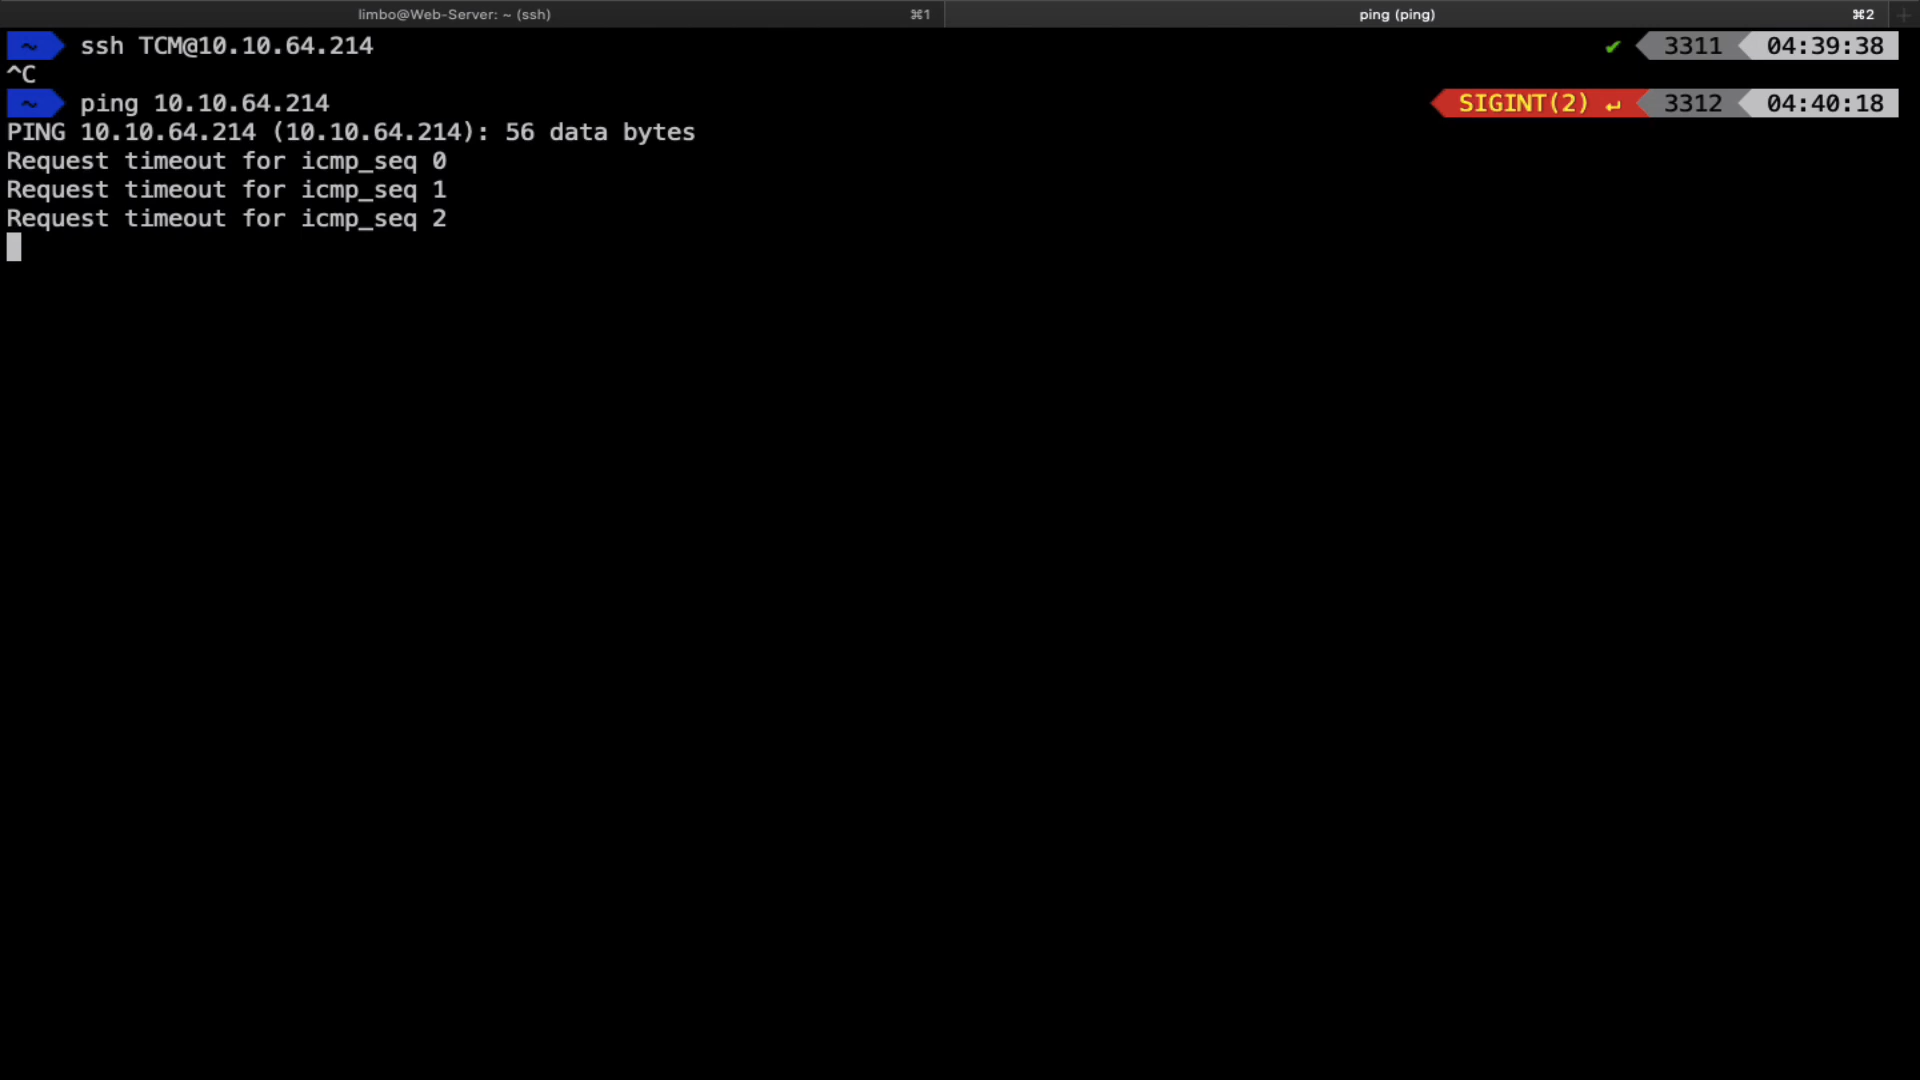 limbo@Web-Server: ~ (ssh) ⌘1 ping (ping) ⌘2 +
~ ssh TCM@10.10.64.214 ✔ 3311 04:39:38
^C
~ ping 10.10.64.214 SIGINT(2) ↵ 3312 04:40:18
PING 10.10.64.214 (10.10.64.214): 56 data bytes
Request timeout for icmp_seq 0
Request timeout for icmp_seq 1
Request timeout for icmp_seq 2